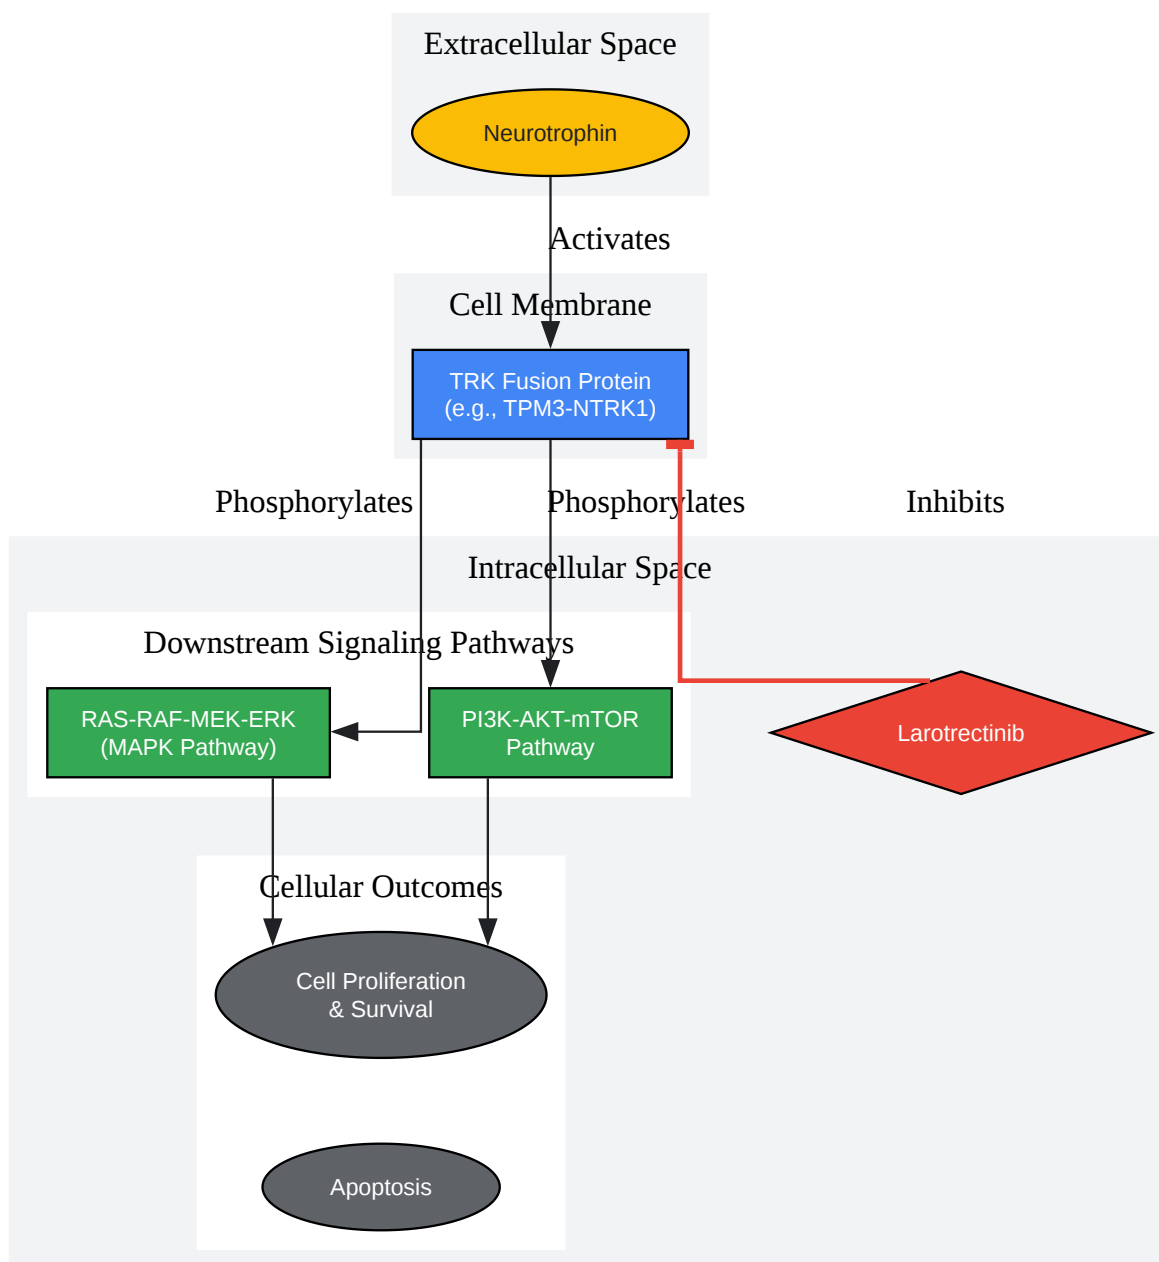 Extracellular Space
Neurotrophin
Activates
Cell Membrane
TRK Fusion Protein
(e.g., TPM3-NTRK1)
Phosphorylates
Phosphorylates
Inhibits
Intracellular Space
Downstream Signaling Pathways
RAS-RAF-MEK-ERK
(MAPK Pathway)
PI3K-AKT-mTOR
Pathway
Larotrectinib
Cellular Outcomes
Cell Proliferation
& Survival
Apoptosis